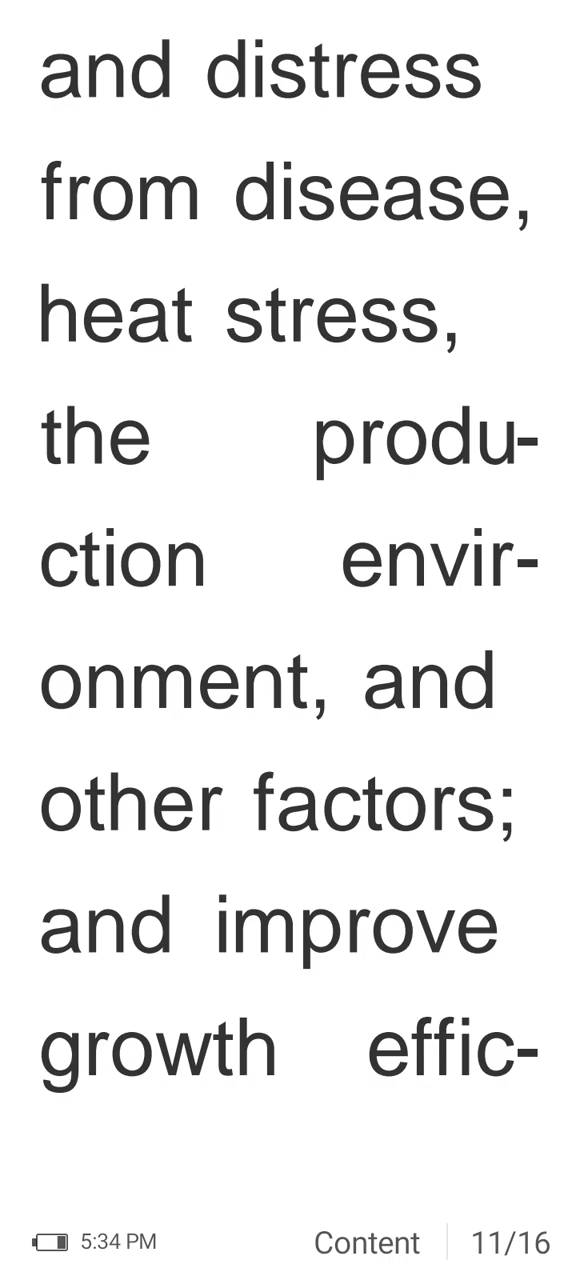 and distress
from disease,
heat stress,
the produ-
ction envir-
onment, and
other factors;
and improve
growth effic-
5:34 PM Content 11/16